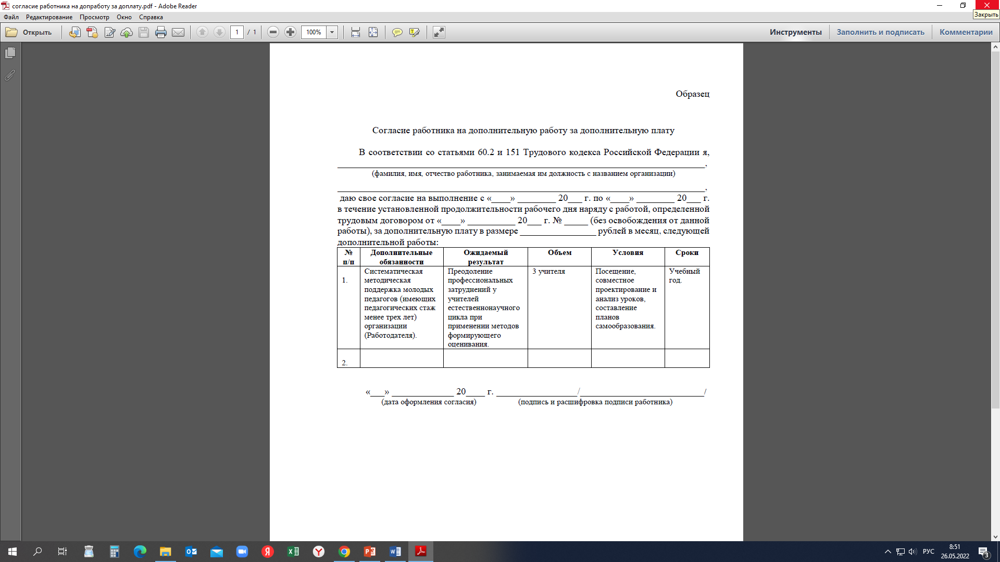 согласие работника на допработу за доплату.pdf - Adobe Reader
Закрыть
Файл Редактирование Просмотр Окно Справка
Открыть 1 / 1 100% Инструменты Заполнить и подписать Комментарии
Образец
Согласие работника на дополнительную работу за дополнительную плату
В соответствии со статьями 60.2 и 151 Трудового кодекса Российской Федерации я,
______________________________________________,
(фамилия, имя, отчество работника, занимаемая им должность с названием организации)
______________________________________________,
даю свое согласие на выполнение с «____» ________ 20___ г. по «____» ________ 20___ г.
в течение установленной продолжительности рабочего дня наряду с работой, определенной
трудовым договором от «____» __________ 20___ г. № _____ (без освобождения от данной
работы), за дополнительную плату в размере ________________ рублей в месяц, следующей
дополнительной работы:
№ п/п
Дополнительные обязанности
Ожидаемый результат
Объем
Условия
Сроки
1.
Систематическая
методическая
поддержка молодых
педагогов (имеющих
педагогических стаж
менее трех лет)
организации
(Работодателя).
Преодоление
профессиональных
затруднений у
учителей
естественнонаучного
цикла при
применении методов
формирующего
оценивания.
3 учителя
Посещение,
совместное
проектирование и
анализ уроков,
составление
планов
самообразования.
Учебный
год.
2.
«___» _____________ 20____ г. _________________/__________________________/
(дата оформления согласия) (подпись и расшифровка подписи работника)
РУС
8:51
26.05.2022
3